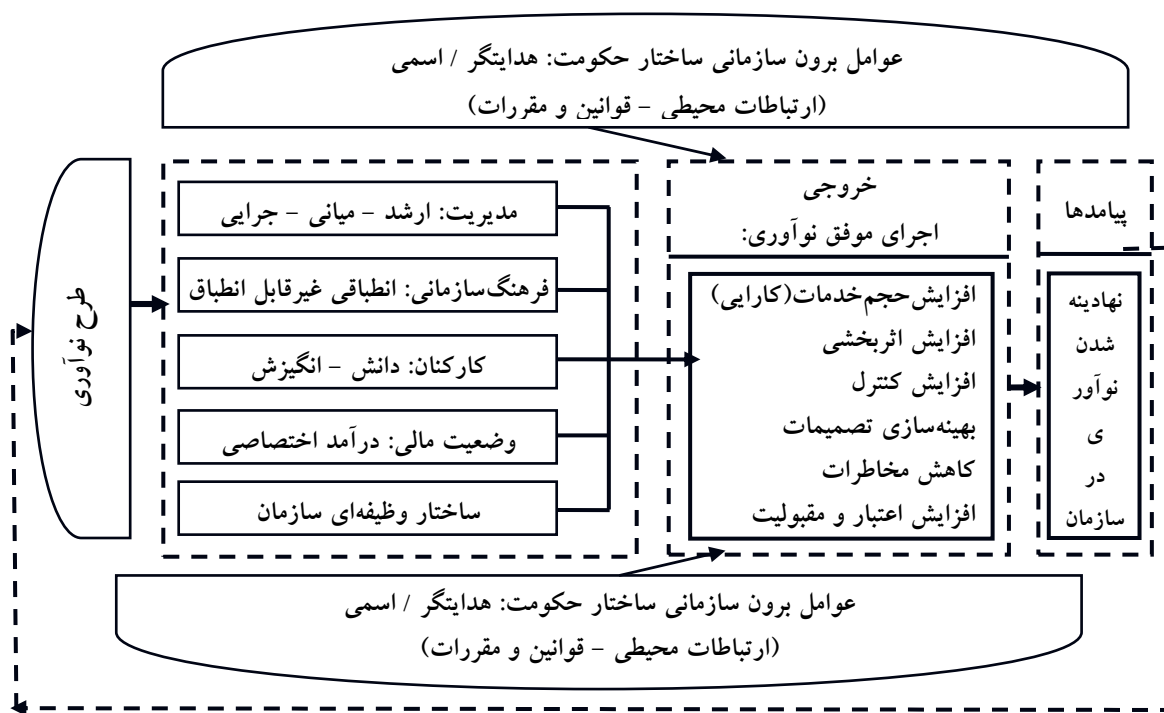 عوامل برون سازمانی ساختار حکومت: هدایتگر / اسمی
(ارتباطات محیطی – قوانین و مقررات)
طرح نوآوری
مدیریت: ارشد – میانی – جرایی
فرهنگ‌سازمانی: انطباقی غیرقابل انطباق
کارکنان: دانش – انگیزش
وضعیت مالی: درآمد اختصاصی
ساختار وظیفه‌ای سازمان
خروجی
اجرای موفق نوآوری:
افزایش‌حجم‌خدمات(کارایی)
افزایش اثربخشی
افزایش کنترل
بهینه‌سازی تصمیمات
کاهش مخاطرات
افزایش اعتبار و مقبولیت
پیامدها
نهادینه
شدن
نوآور
ی
در
سازمان
عوامل برون سازمانی ساختار حکومت: هدایتگر / اسمی
(ارتباطات محیطی – قوانین و مقررات)